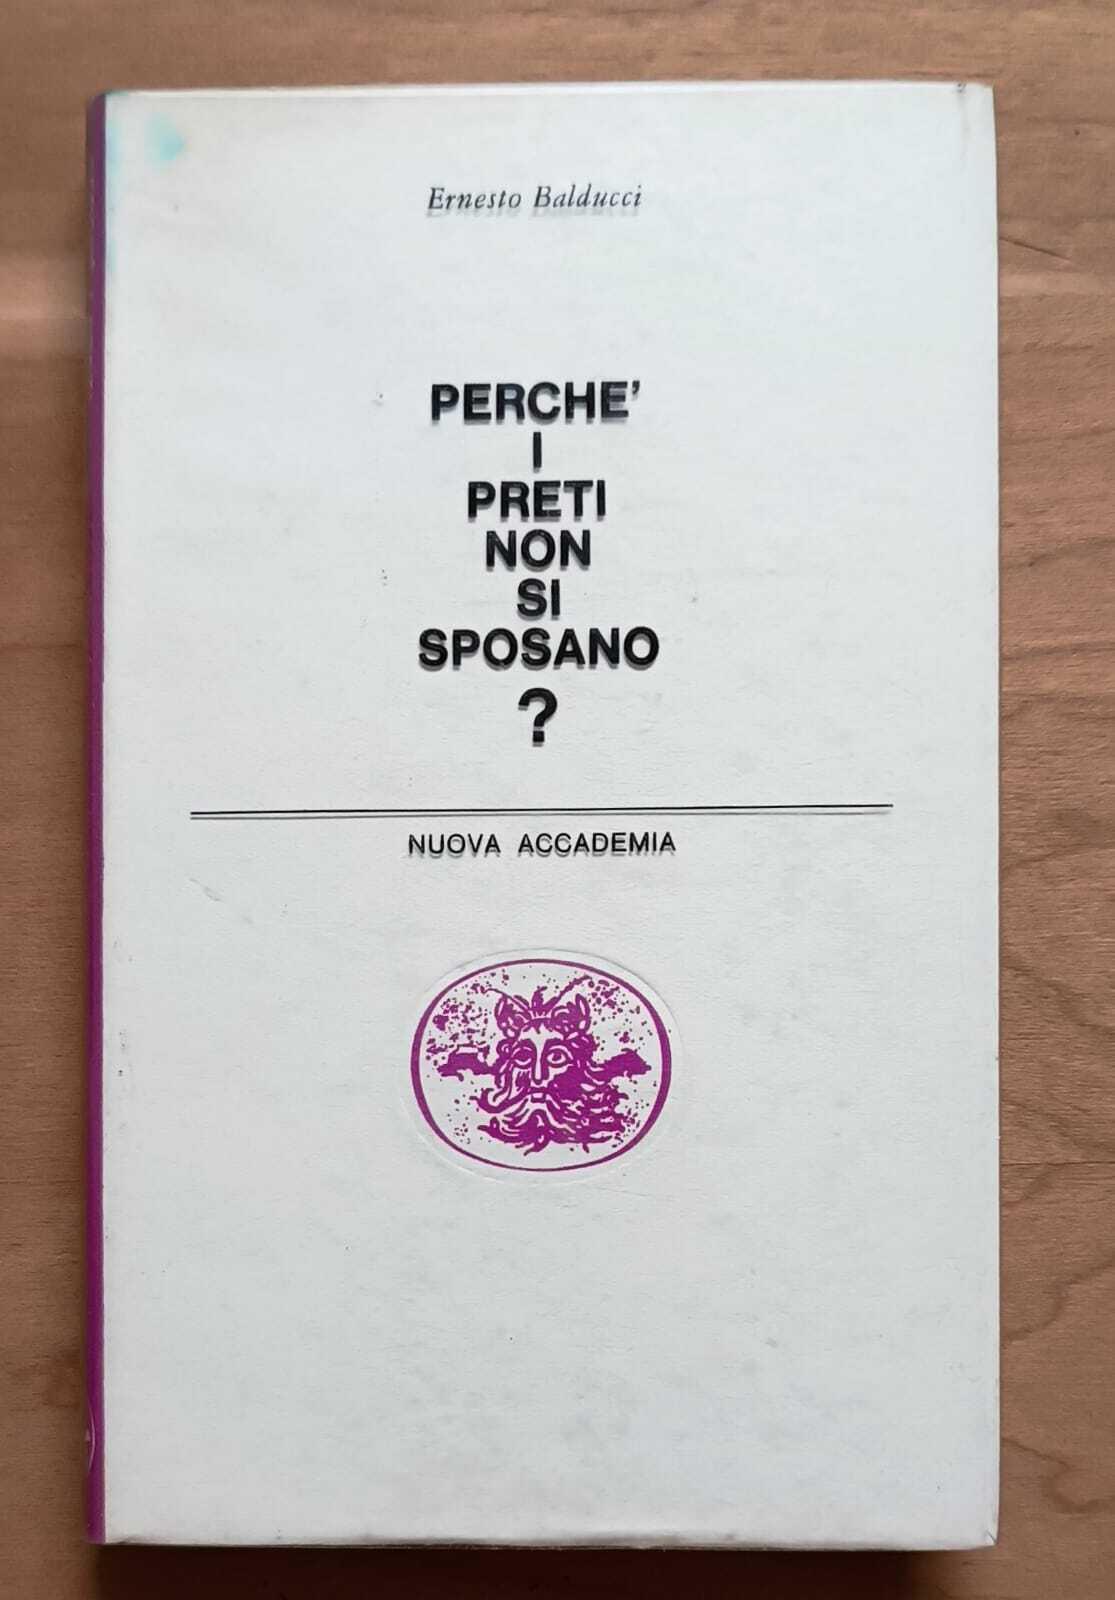 Ernesto Balducci
PERCHE'
I
PRETI
NON
SI
SPOSANO
?
NUOVA ACCADEMIA